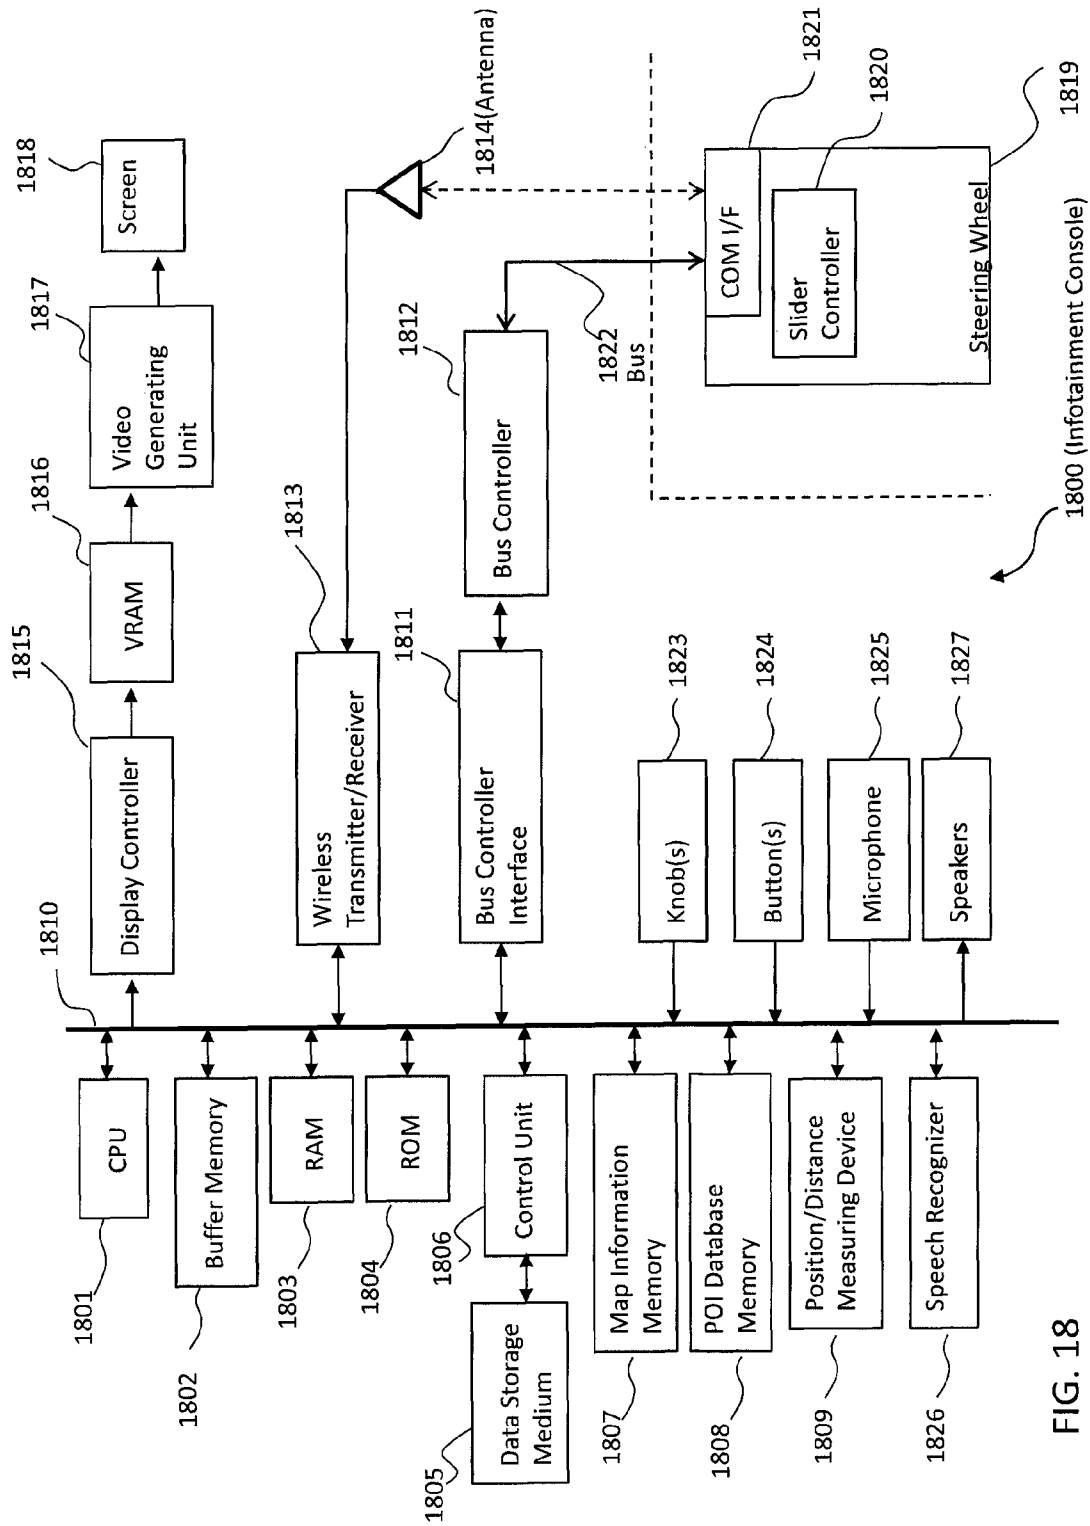 1818
Screen
1817
Video
Generating
Unit
1816
VRAM
1815
Display Controller
1810
1814(Antenna)
1813
Wireless
Transmitter/Receiver
1812
Bus Controller
1811
Bus Controller
Interface
1822
Bus
1821
COM I/F
1820
Slider
Controller
Steering Wheel
1819
1800 (Infotainment Console)
1823
Knob(s)
1824
Button(s)
1825
Microphone
1827
Speakers
CPU
1801
Buffer Memory
1802
RAM
1803
ROM
1804
Control Unit
1806
Data Storage
Medium
1805
Map Information
Memory
1807
POI Database
Memory
1808
Position/Distance
Measuring Device
1809
Speech Recognizer
1826
FIG. 18